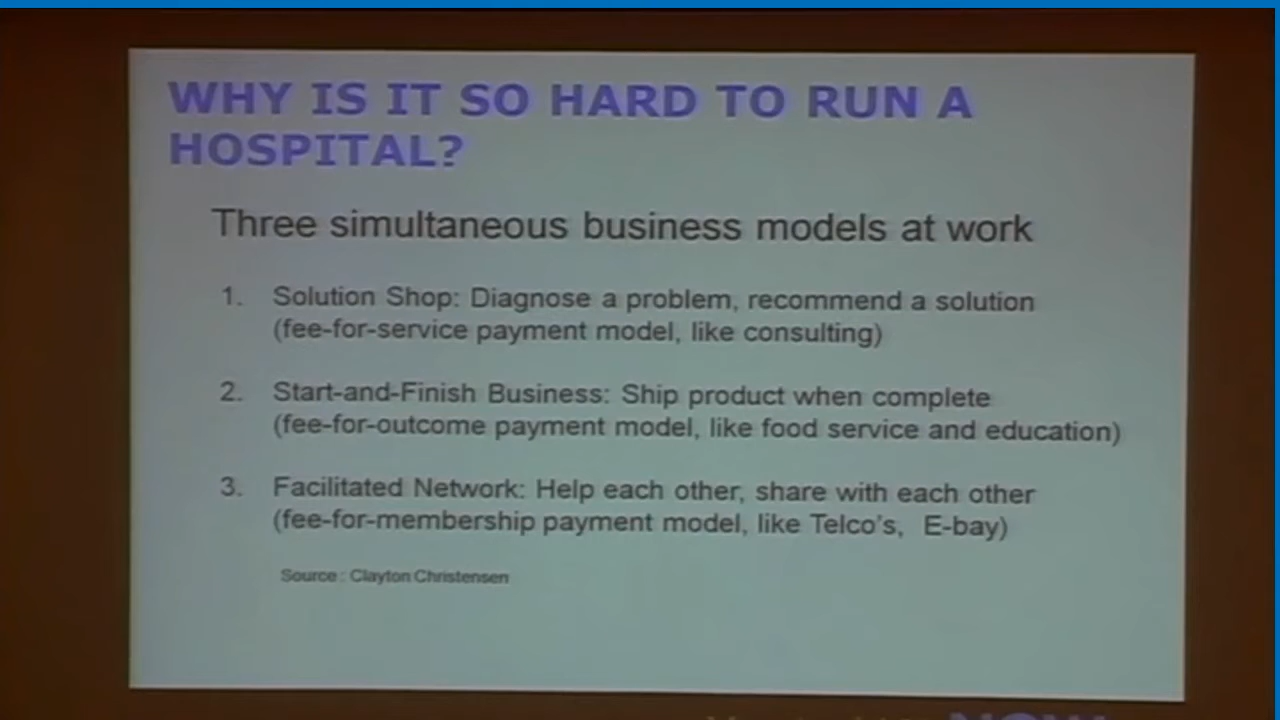 WHY IS IT SO HARD TO RUN A
HOSPITAL?
Three simultaneous business models at work
1. Solution Shop: Diagnose a problem, recommend a solution
(fee-for-service payment model, like consulting)
2. Start-and-Finish Business: Ship product when complete
(fee-for-outcome payment model, like food service and education)
3. Facilitated Network: Help each other, share with each other
(fee-for-membership payment model, like Telco's, E-bay)
Source : Clayton Christensen